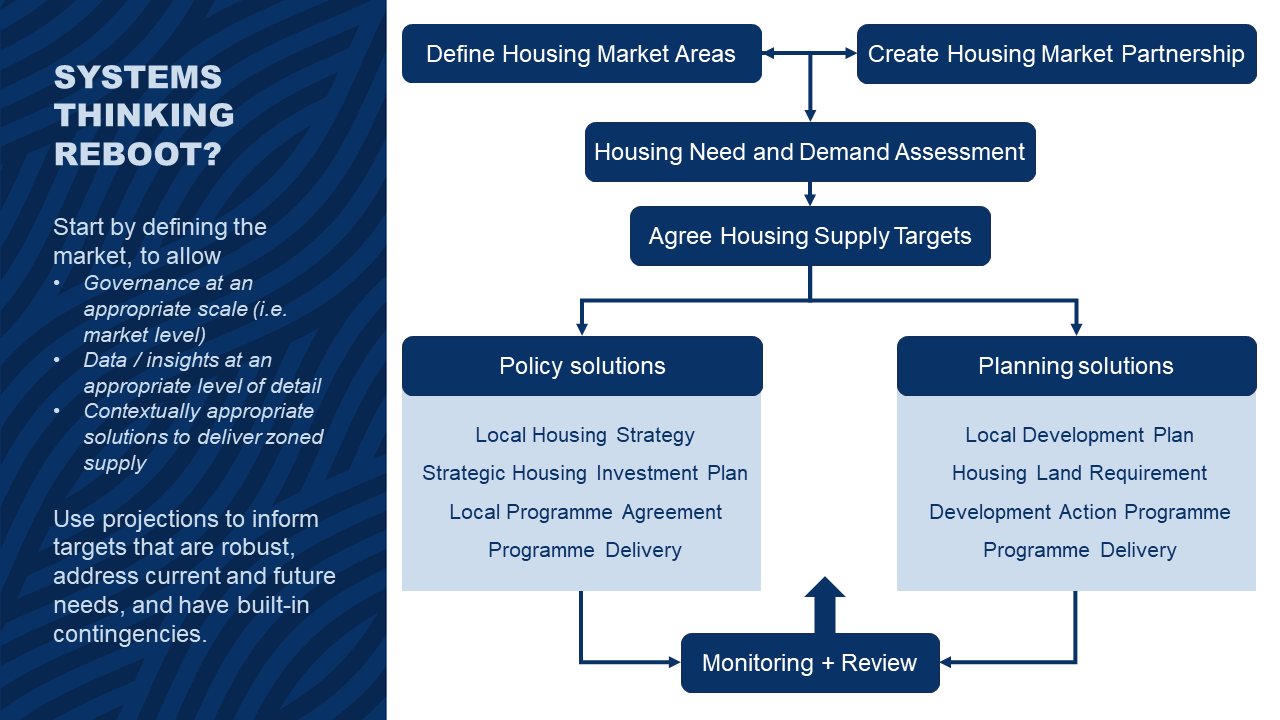 SYSTEMS
THINKING
REBOOT?
Start by defining the
market, to allow
• Governance at an
appropriate scale (i.e.
market level)
• Data / insights at an
appropriate level of detail
• Contextually appropriate
solutions to deliver zoned
supply
Use projections to inform
targets that are robust,
address current and future
needs, and have built-in
contingencies.
Define Housing Market Areas
Create Housing Market Partnership
Housing Need and Demand Assessment
Agree Housing Supply Targets
Policy solutions
Local Housing Strategy
Strategic Housing Investment Plan
Local Programme Agreement
Programme Delivery
Planning solutions
Local Development Plan
Housing Land Requirement
Development Action Programme
Programme Delivery
Monitoring + Review